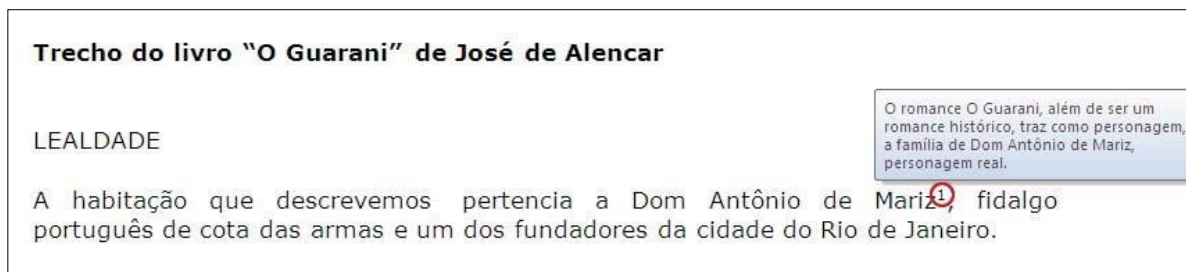 Trecho do livro “O Guarani” de José de Alencar
O romance O Guarani, além de ser um
romance histórico, traz como personagem,
a família de Dom Antônio de Mariz,
personagem real.
LEALDADE
A habitação que descrevemos pertencia a Dom Antônio de Mariz1, fidalgo
português de cota das armas e um dos fundadores da cidade do Rio de Janeiro.